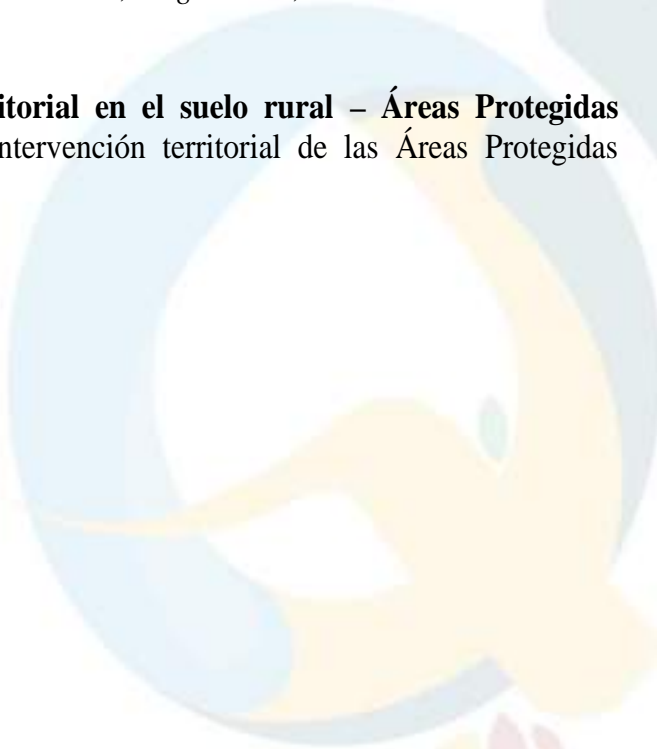 itorial en el suelo rural – Áreas Protegidas
ntervención territorial de las Áreas Protegidas